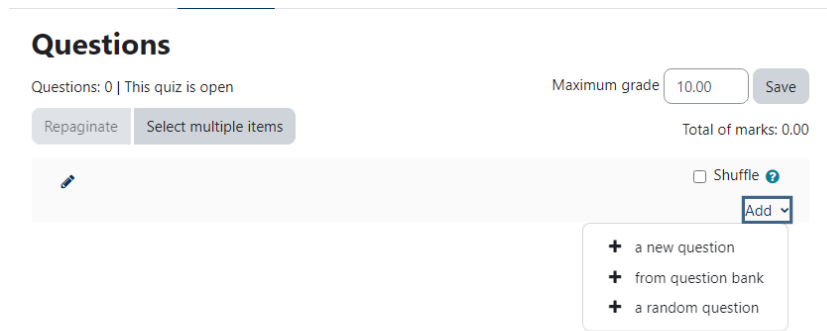 Questions
Questions: 0 | This quiz is open
Maximum grade 10.00 Save
Repaginate Select multiple items
Total of marks: 0.00
Shuffle
Add
a new question
from question bank
a random question